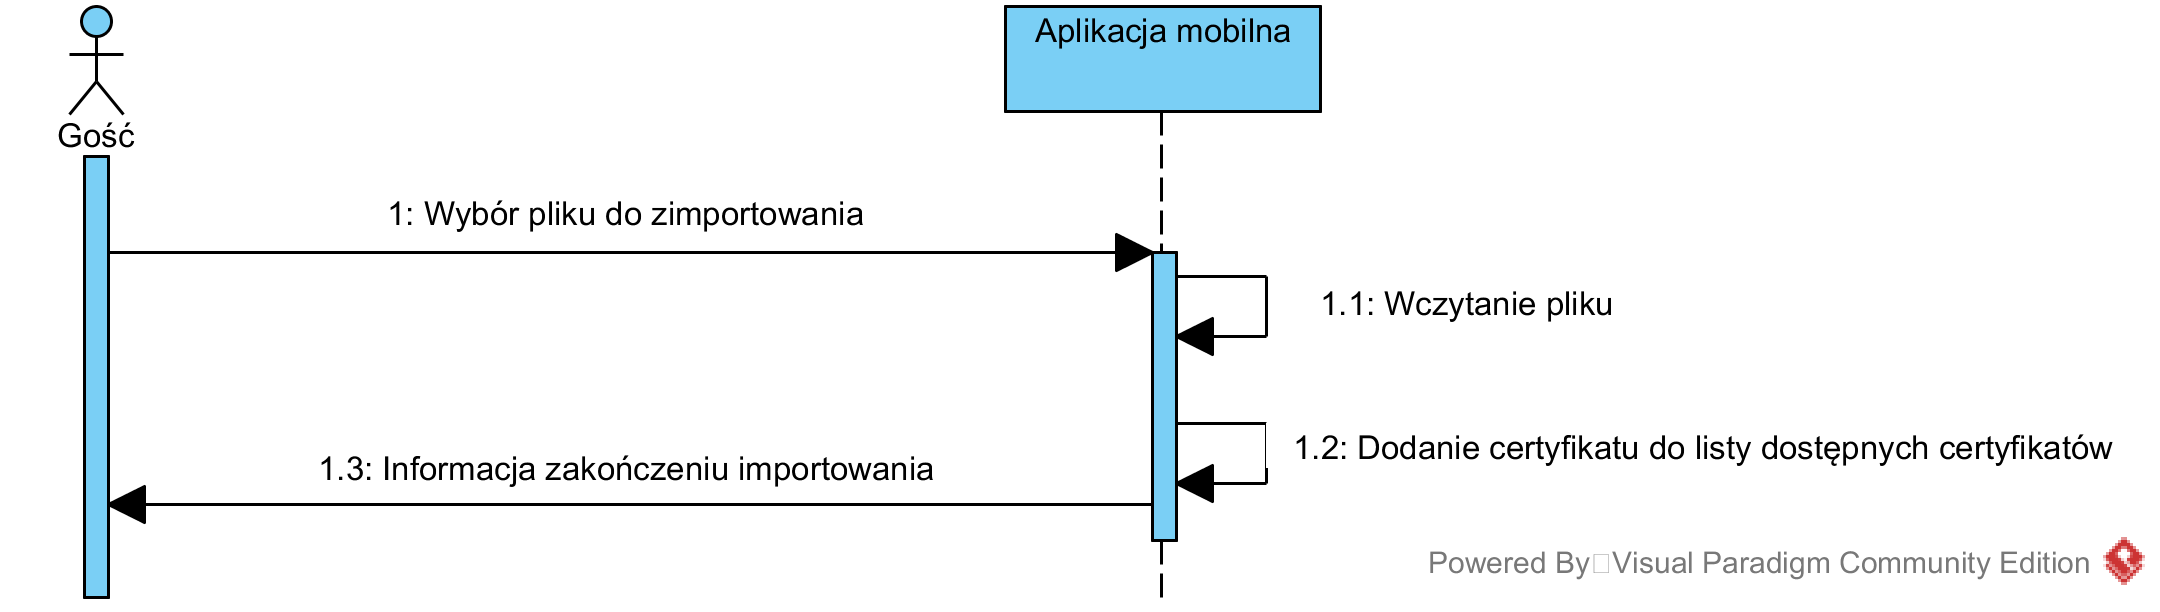 Aplikacja mobilna
Gość
1: Wybór pliku do zimportowania
1.1: Wczytanie pliku
1.2: Dodanie certyfikatu do listy dostępnych certyfikatów
1.3: Informacja zakończeniu importowania
Powered By Visual Paradigm Community Edition